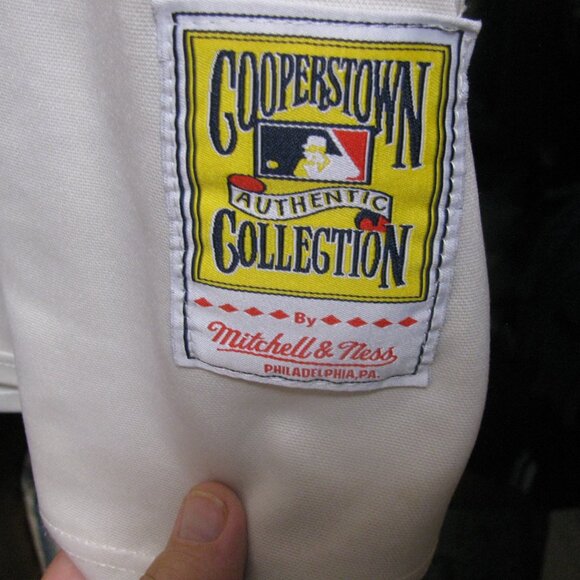 COOPERSTOWN
AUTHENTIC
COLLECTION
By
Mitchell & Ness
PHILADELPHIA, PA.